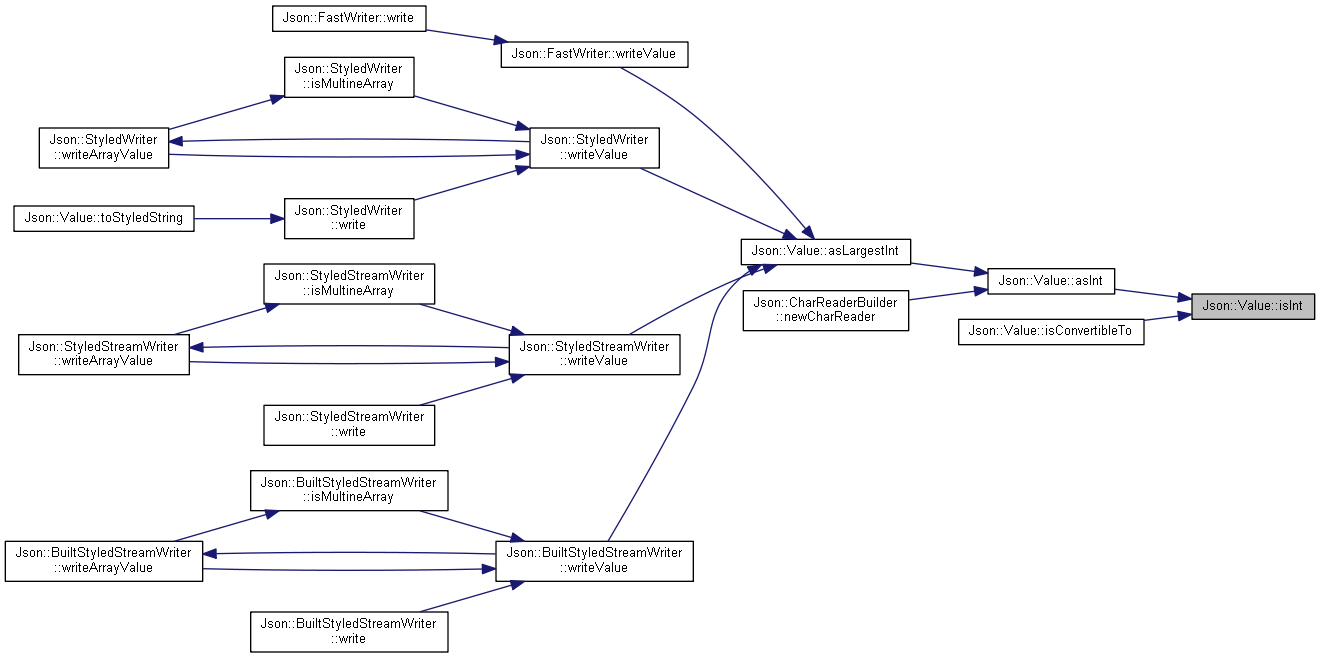 Json::FastWriter::write
Json::FastWriter::writeValue
Json::StyledWriter
::isMultineArray
Json::StyledWriter
::writeArrayValue
Json::StyledWriter
::writeValue
Json::Value::toStyledString
Json::StyledWriter
::write
Json::Value::asLargestInt
Json::StyledStreamWriter
::isMultineArray
Json::Value::asInt
Json::CharReaderBuilder
::newCharReader
Json::Value::isInt
Json::Value::isConvertibleTo
Json::StyledStreamWriter
::writeArrayValue
Json::StyledStreamWriter
::writeValue
Json::StyledStreamWriter
::write
Json::BuiltStyledStreamWriter
::isMultineArray
Json::BuiltStyledStreamWriter
::writeArrayValue
Json::BuiltStyledStreamWriter
::writeValue
Json::BuiltStyledStreamWriter
::write